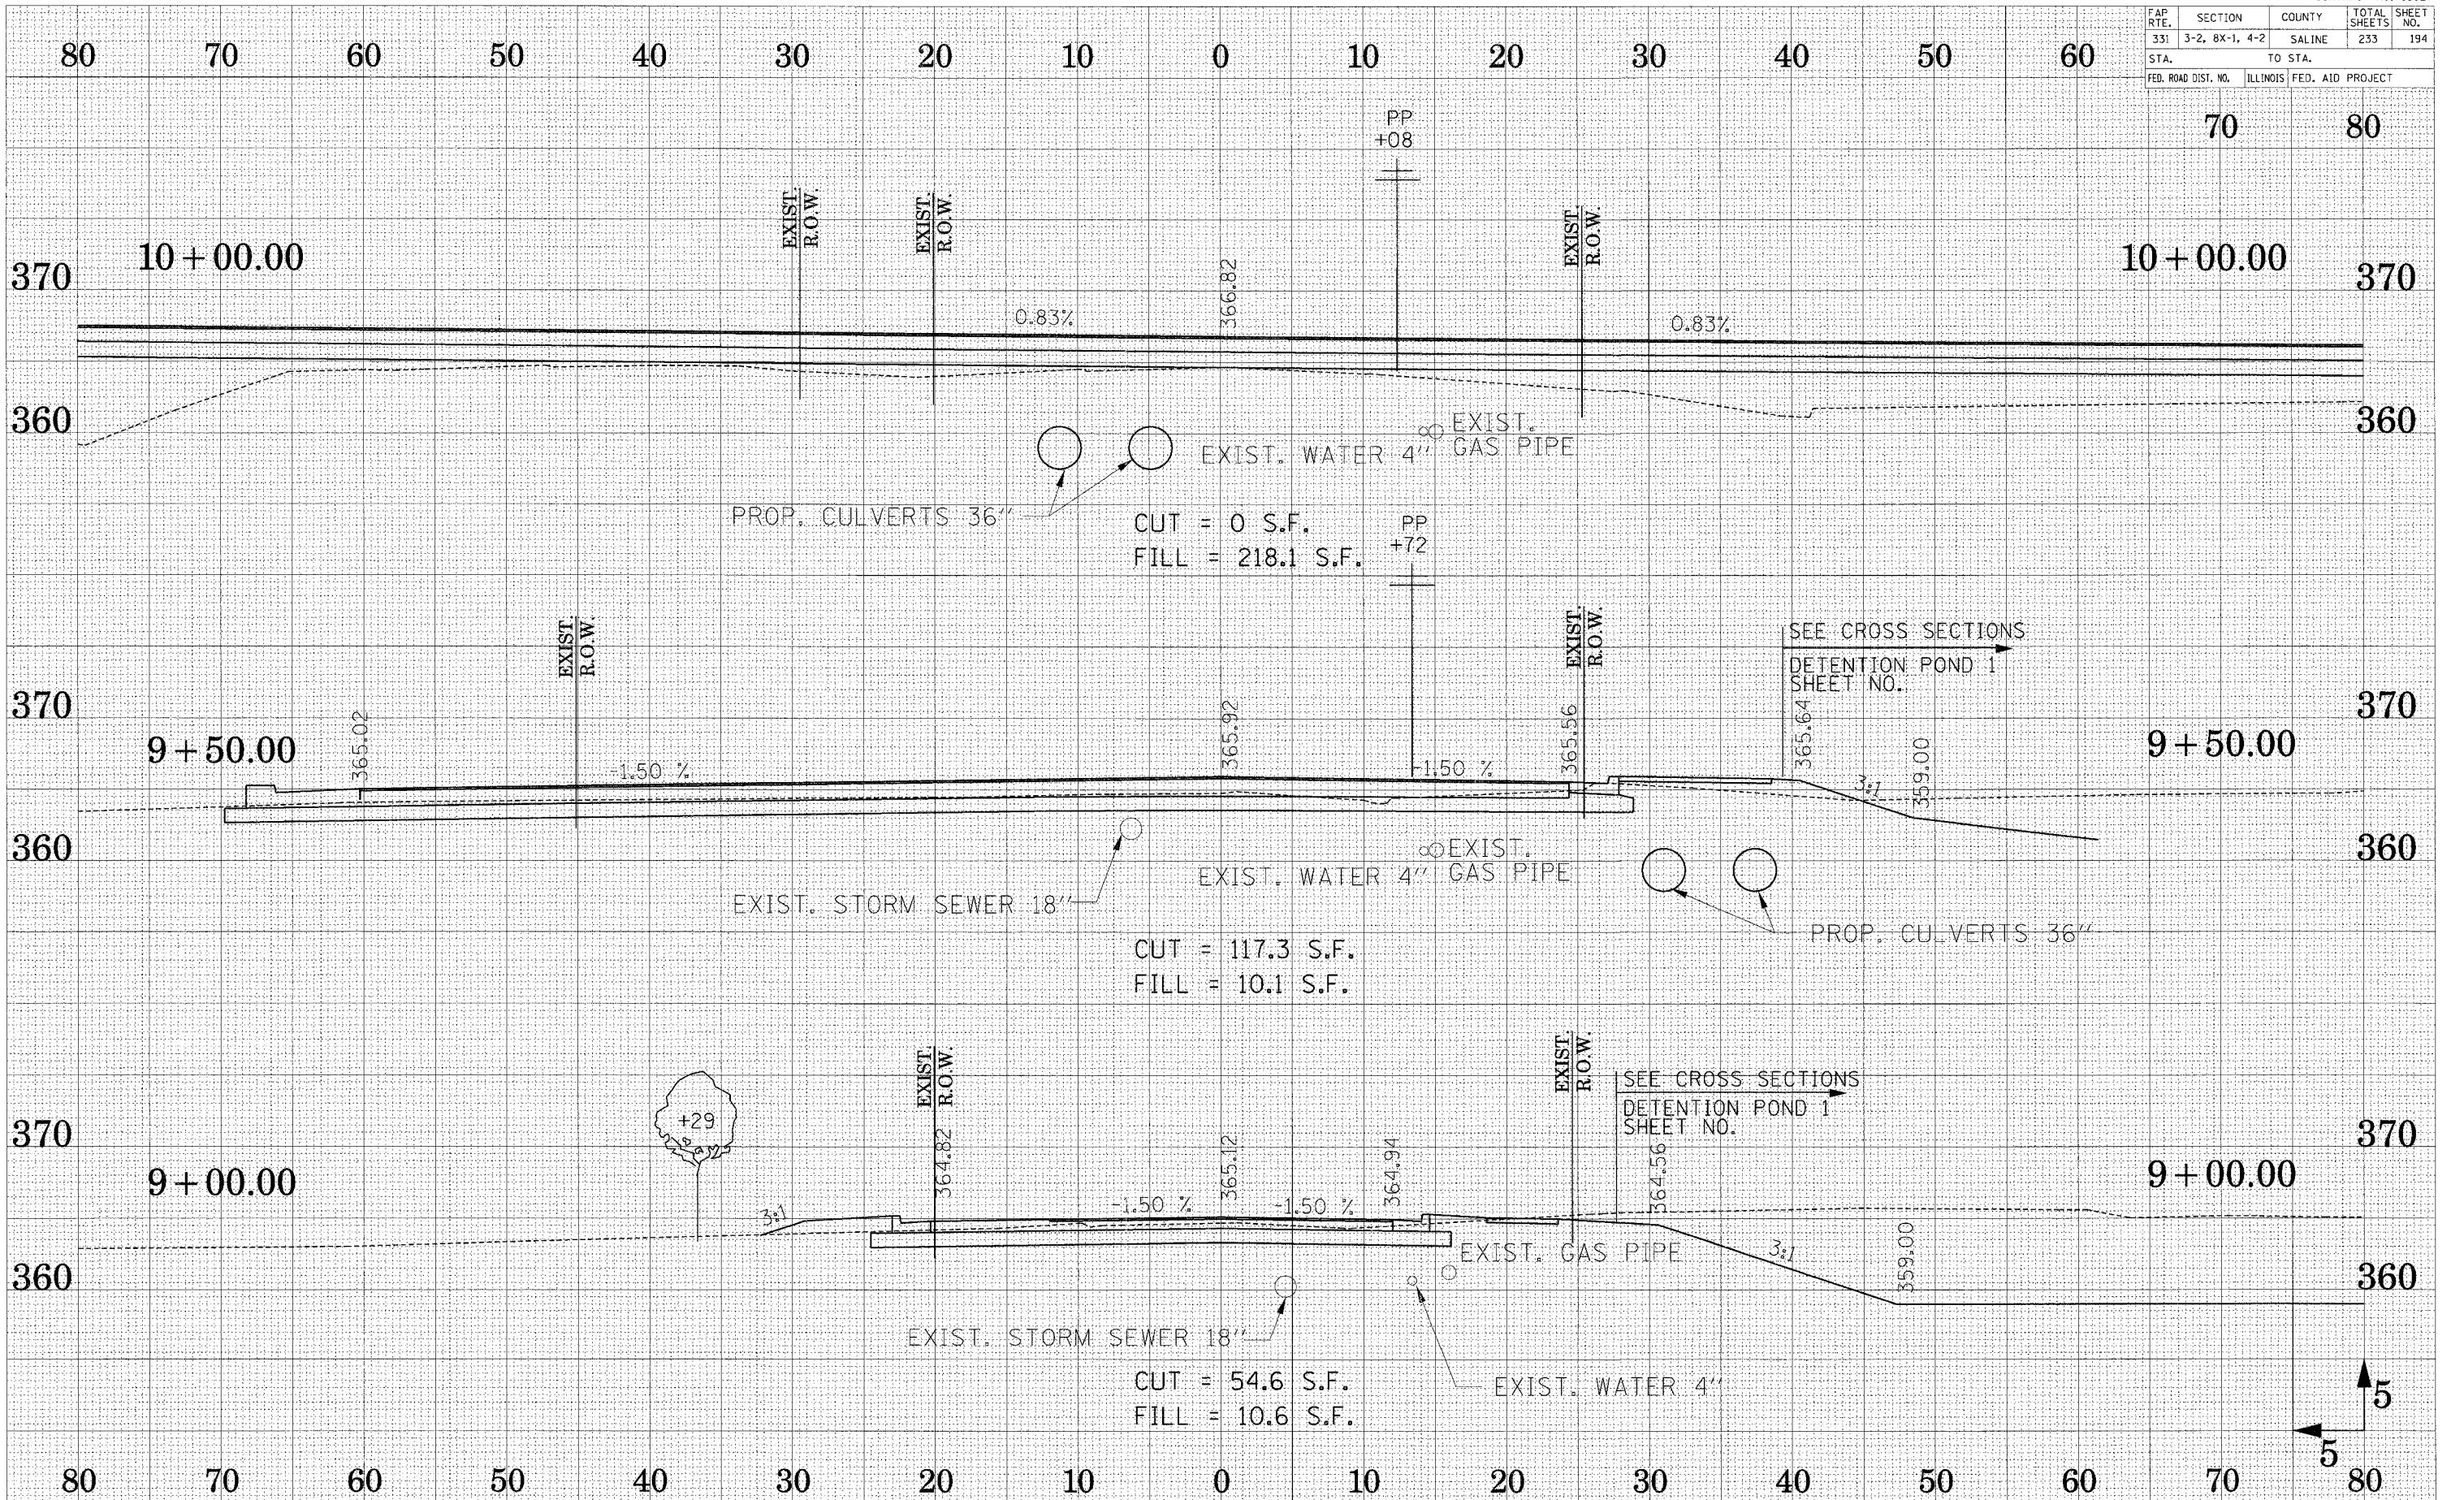 FAP RTE. SECTION COUNTY TOTAL SHEETS SHEET NO.
331 3-2, 8X-1, 4-2 SALINE 233 194
STA. TO STA.
FED. ROAD DIST. NO. ILLINOIS FED. AID PROJECT
80 70 60 50 40 30 20 10 0 10 20 30 40 50 60
70 80
PP
+08
EXIST.
R.O.W.
EXIST.
R.O.W.
EXIST.
R.O.W.
10+00.00
10+00.00
370
370
366.82
0.83%
0.83%
360
360
EXIST.
GAS PIPE
EXIST. WATER 4"
PROP. CULVERTS 36"
CUT = 0 S.F.
FILL = 218.1 S.F.
PP
+72
EXIST.
R.O.W.
EXIST.
R.O.W.
SEE CROSS SECTIONS
DETENTION POND 1
SHEET NO.
370
370
9+50.00
9+50.00
365.02
365.92
365.56
365.64
359.00
-1.50 %
-1.50 %
3:1
360
360
EXIST.
GAS PIPE
EXIST. WATER 4"
EXIST. STORM SEWER 18"
PROP. CULVERTS 36"
CUT = 117.3 S.F.
FILL = 10.1 S.F.
EXIST.
R.O.W.
EXIST.
R.O.W.
SEE CROSS SECTIONS
DETENTION POND 1
SHEET NO.
+29
370
370
9+00.00
9+00.00
364.82
365.12
364.94
364.56
359.00
3:1
-1.50 %
-1.50 %
3:1
360
360
EXIST. GAS PIPE
EXIST. STORM SEWER 18"
EXIST. WATER 4"
CUT = 54.6 S.F.
FILL = 10.6 S.F.
5
5
80 70 60 50 40 30 20 10 0 10 20 30 40 50 60 70 80